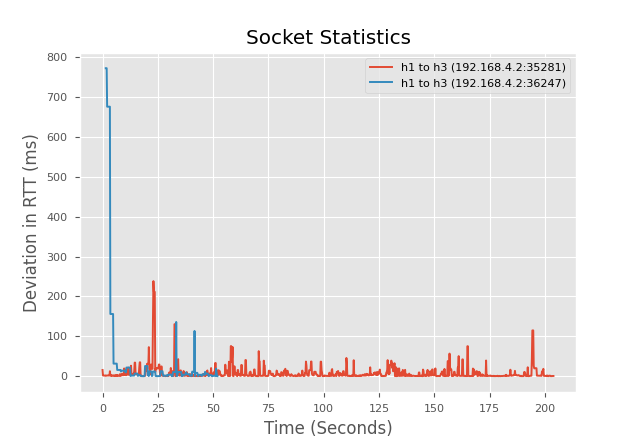 Socket Statistics
h1 to h3 (192.168.4.2:35281)
h1 to h3 (192.168.4.2:36247)
Deviation in RTT (ms)
800
700
600
500
400
300
200
100
0
0 25 50 75 100 125 150 175 200
Time (Seconds)